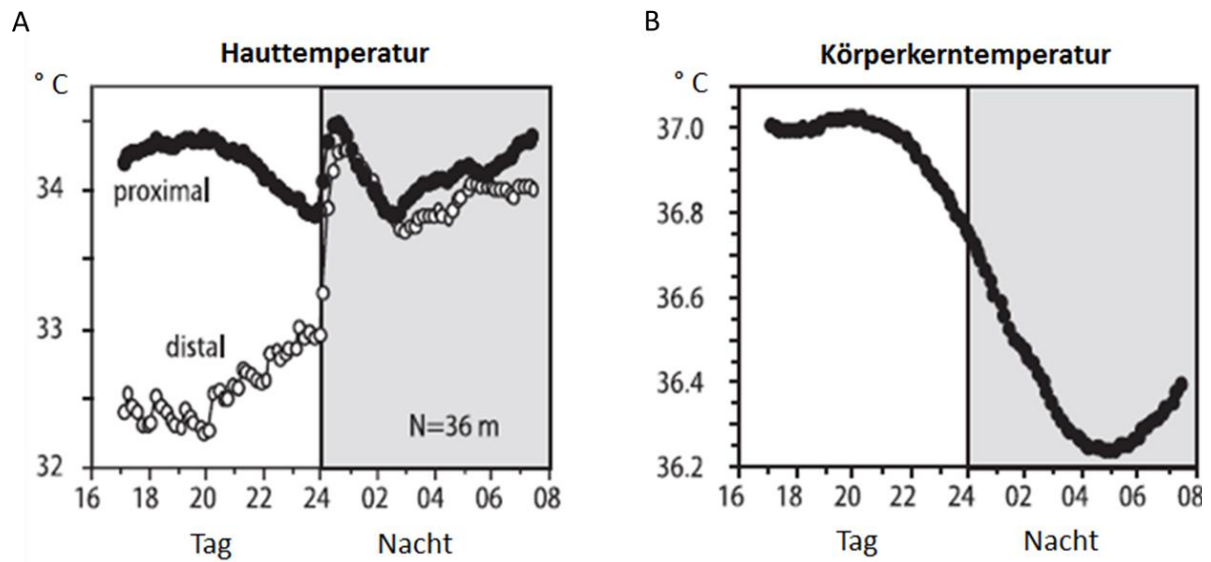 A
Hauttemperatur
° C
34
33
32
proximal
distal
N=36 m
16 18 20 22 24 02 04 06 08
Tag Nacht
B
Körperkerntemperatur
° C
37.0
36.8
36.6
36.4
36.2
16 18 20 22 24 02 04 06 08
Tag Nacht